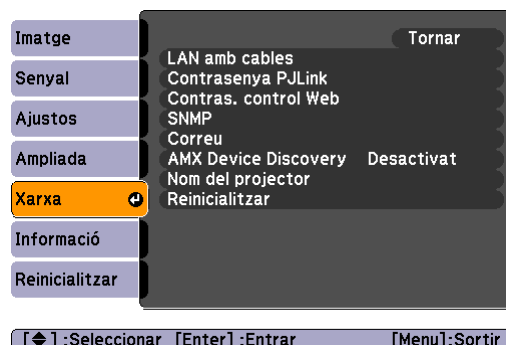 Imatge
Senyal
Ajustos
Ampliada
Xarxa
Informació
Reinicialitzar
Tornar
LAN amb cables
Contrasenya PJLink
Contras. control Web
SNMP
Correu
AMX Device Discovery Desactivat
Nom del projector
Reinicialitzar
[◆] :Seleccionar [Enter] :Entrar [Menu]:Sortir